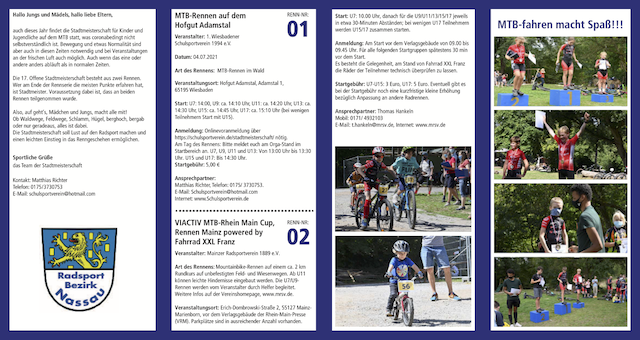 Hallo Jungs und Mädels, hallo liebe Eltern,
auch dieses Jahr findet die Stadtmeisterschaft für Kinder und
Jugendliche auf dem MTB statt, was coronabedingt nicht
selbstverständlich ist. Bewegung und etwas Normalität sind
aber auch in diesen Zeiten notwendig und bei Veranstaltungen
an der frischen Luft auch möglich. Auch wenn das eine oder
andere anders abläuft als in normalen Zeiten.
Die 17. Offene Stadtmeisterschaft besteht aus zwei Rennen.
Wer am Ende der Rennserie die meisten Punkte erfahren hat,
ist Stadtmeister. Voraussetzung dabei ist, dass an beiden
Rennen teilgenommen wurde.
Also, auf geht's, Mädchen und Jungs, macht alle mit!
Ob Waldwege, Feldwege, Schlamm, Hügel, berghoch, bergab
oder nur geradeaus, alles ist dabei.
Die Stadtmeisterschaft soll Lust auf den Radsport machen und
einen leichten Einstieg in das Renngeschehen ermöglichen.
Sportliche Grüße
das Team der Stadtmeisterschaft
Kontakt: Matthias Richter
Telefon: 0175/3730753.
E-Mail: Schulsportverein@hotmail.com
Radsport
Bezirk
Nassau
MTB-Rennen auf dem
Hofgut Adamstal
RENN-NR.
01
Veranstalter: 1. Wiesbadener
Schulsportverein 1994 e.V.
Datum: 04.07.2021
Art des Rennens: MTB-Rennen im Wald
Veranstaltungsort: Hofgut Adamstal, Adamstal 1,
65195 Wiesbaden
Start: U7: 14:00, U9: ca. 14:10 Uhr; U11: ca. 14:20 Uhr; U13: ca.
14:30 Uhr; U15: ca. 14:45 Uhr; U17: ca. 15:10 Uhr (bei wenigen
Teilnehmern Start mit U15).
Anmeldung: Onlinevoranmeldung über
https://schulsportverein.de/stadtmeisterschaft/ nötig.
Am Tag des Rennens: Bitte meldet euch am Orga-Stand im
Startbereich an. U7, U9, U11 und U13: Von 13:00 Uhr bis 13:30
Uhr. U15 und U17: Bis 14:30 Uhr.
Startgebühr: 5,00 €
Ansprechpartner:
Matthias Richter, Telefon: 0175/ 3730753.
E-Mail: Schulsportverein@hotmail.com
Internet: www.Schulsportverein.de
VIACTIV MTB-Rhein Main Cup,
Rennen Mainz powered by
Fahrrad XXL Franz
RENN-NR.
02
Veranstalter: Mainzer Radsportverein 1889 e.V.
Art des Rennens: Mountainbike-Rennen auf einem ca. 2 km
Rundkurs auf unbefestigten Feld- und Wiesenwegen. Ab U11
können leichte Hindernisse eingebaut werden. Die U7/U9-
Rennen werden vom Veranstalter durch Helfer begleitet.
Weitere Infos auf der Vereinshomepage, www.mrsv.de.
Veranstaltungsort: Erich-Dombrowski-Straße 2, 55127 Mainz-
Marienborn, vor dem Verlagsgebäude der Rhein-Main-Presse
(VRM). Parkplätze sind in ausreichender Anzahl vorhanden.
Start: U7: 10:00 Uhr, danach für die U9/U11/13/15/17 jeweils
in etwa 30-Minuten Abständen; bei wenigen U17 Teilnehmern
werden U15/17 zusammen starten.
Anmeldung: Am Start vor dem Verlagsgebäude von 09.00 bis
09.45 Uhr. Für alle folgenden Startgruppen spätestens 30 min.
vor dem Start.
Es besteht die Gelegenheit, am Stand von Fahrrad XXL Franz
die Räder der Teilnehmer technisch überprüfen zu lassen.
Startgebühr: U7-U15: 3 Euro, U17: 5 Euro. Eventuell gibt es
bei der Startgebühr noch eine kurzfristige kleine Erhöhung
bezüglich Anpassung an andere Radrennen.
Ansprechpartner: Thomas Hankeln
Mobil: 0171/ 4932103
E-Mail: t.hankeln@mrsv.de, Internet: www.mrsv.de
56
MTB-fahren macht Spaß!!!